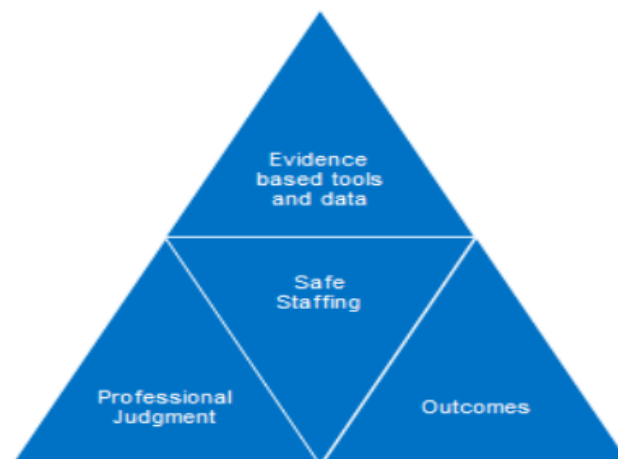 Evidence
based tools
and data
Safe
Staffing
Professional
Judgment
Outcomes